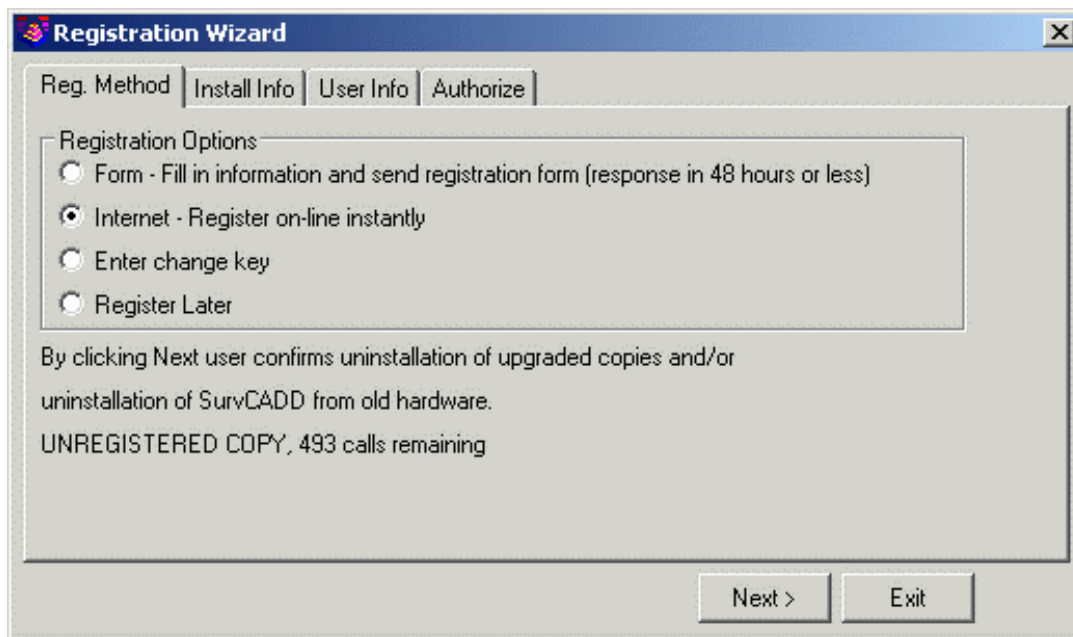 Registration Wizard
Reg. Method
Install Info
User Info
Authorize
Registration Options
Form - Fill in information and send registration form (response in 48 hours or less)
Internet - Register on-line instantly
Enter change key
Register Later
By clicking Next user confirms uninstallation of upgraded copies and/or
uninstallation of SurvCADD from old hardware.
UNREGISTERED COPY, 493 calls remaining
Next >
Exit